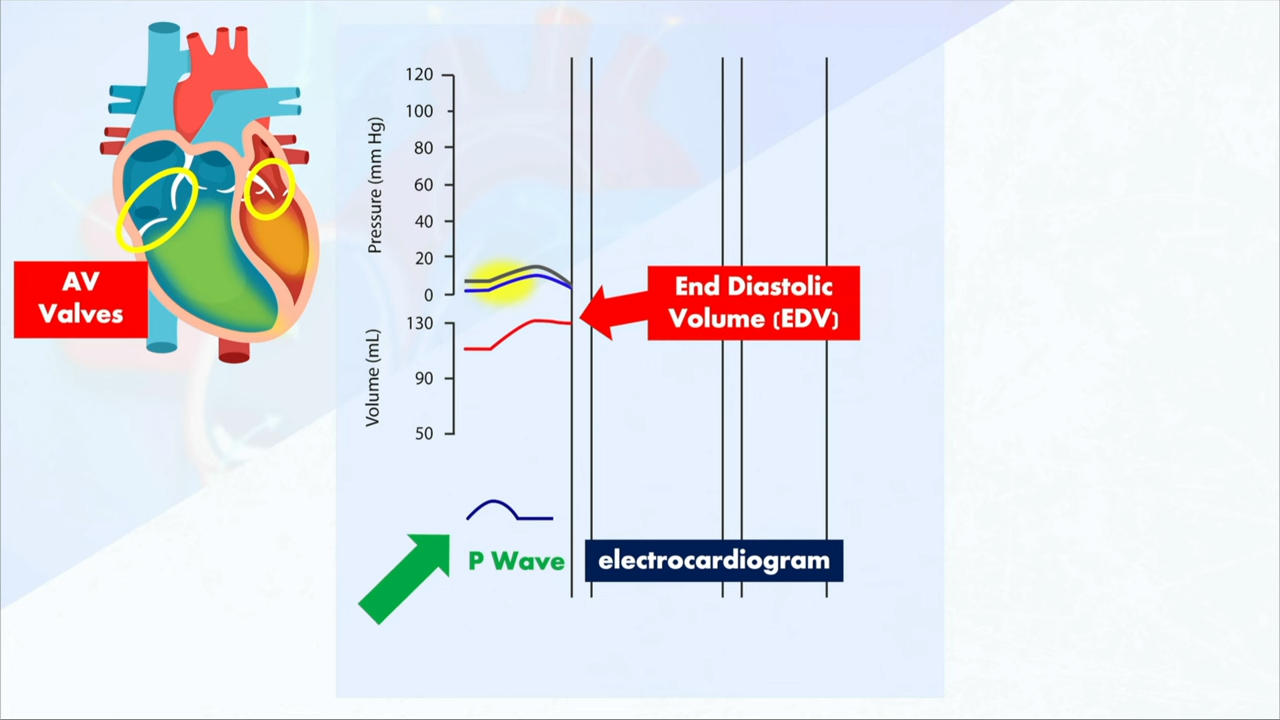 AV
Valves
Pressure (mm Hg)
120
100
80
60
40
20
0
End Diastolic
Volume (EDV)
Volume (mL)
130
90
50
P Wave
electrocardiogram